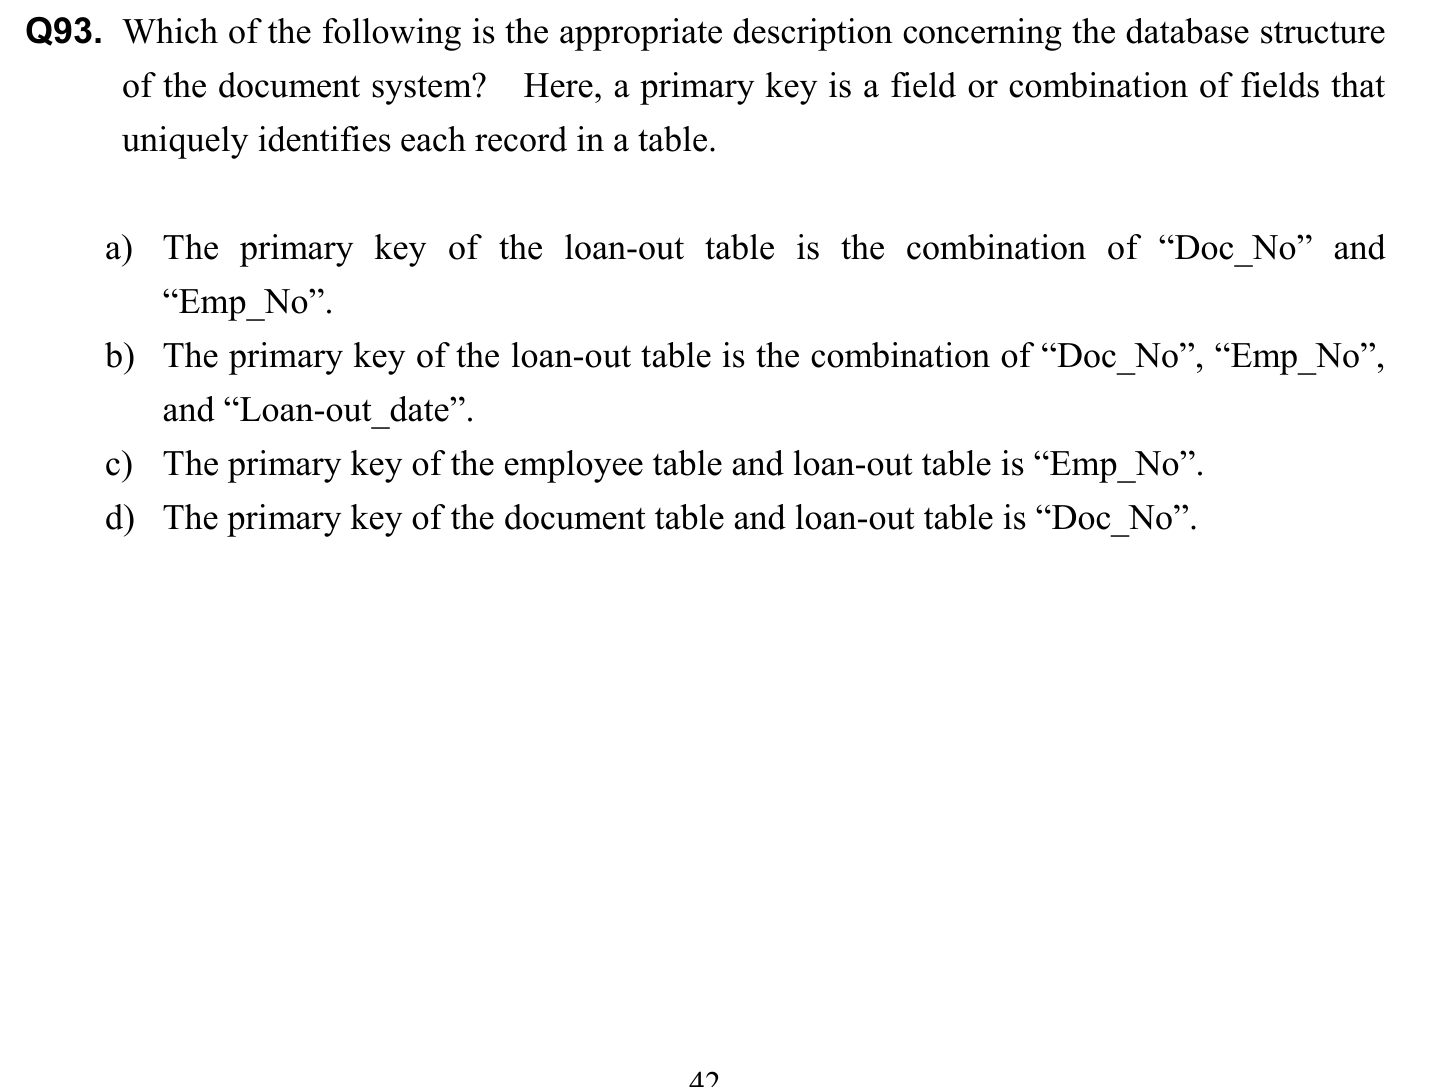 Q93. Which of the following is the appropriate description concerning the database structure
of the document system? Here, a primary key is a field or combination of fields that
uniquely identifies each record in a table.
a) The primary key of the loan-out table is the combination of “Doc_No” and
“Emp_No”.
b) The primary key of the loan-out table is the combination of “Doc_No”, “Emp_No”,
and “Loan-out_date”.
c) The primary key of the employee table and loan-out table is “Emp_No”.
d) The primary key of the document table and loan-out table is “Doc_No”.
42